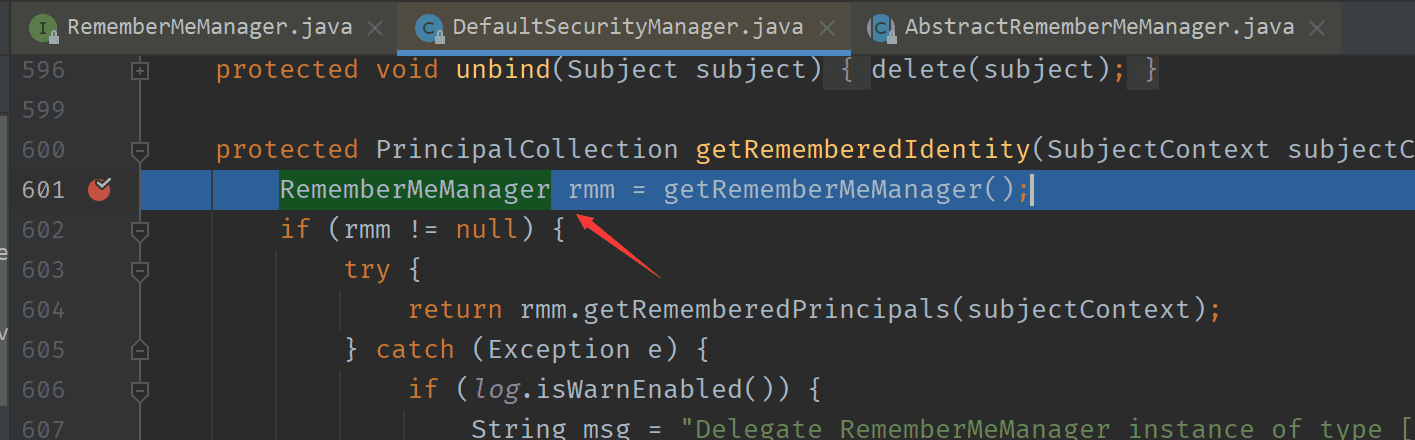 I RememberMeManager.java C DefaultSecurityManager.java C AbstractRememberMeManager.java
596 protected void unbind(Subject subject) { delete(subject); }
599
600 protected PrincipalCollection getRememberedIdentity(SubjectContext subjectC
601 RememberMeManager rmm = getRememberMeManager();
602 if (rmm != null) {
603 try {
604 return rmm.getRememberedPrincipals(subjectContext);
605 } catch (Exception e) {
606 if (log.isWarnEnabled()) {
607 String msg = "Delegate RememberMeManager instance of type [